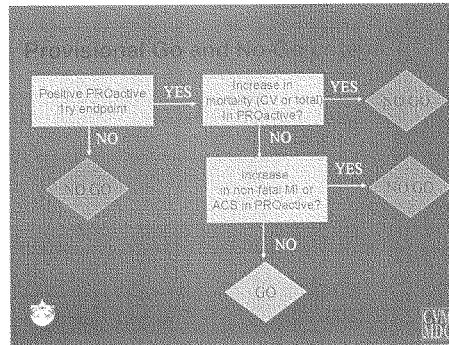 Provisional Go and No-Go
Positive PROactive
1ry endpoint
YES
Increase in
mortality (CV or total)
in PROactive?
YES
NO GO
NO
NO
NO GO
Increase
in non fatal MI or
ACS in PROactive?
YES
NO GO
NO
GO
CVM
MDC